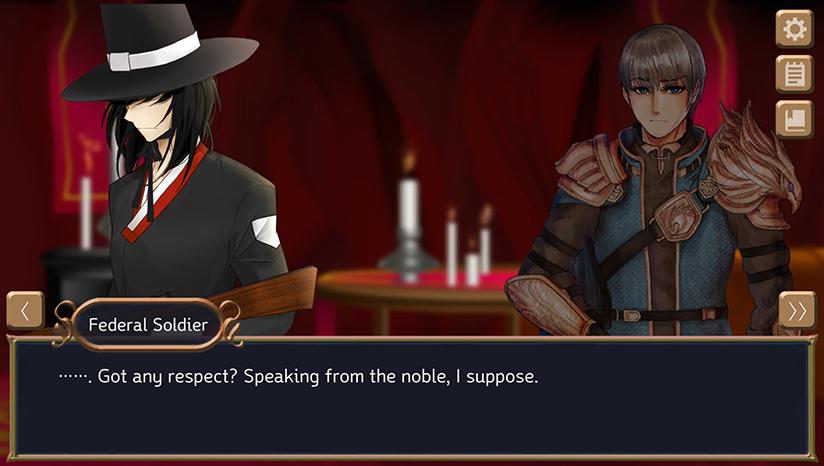 Federal Soldier
⋯⋯. Got any respect? Speaking from the noble, I suppose.